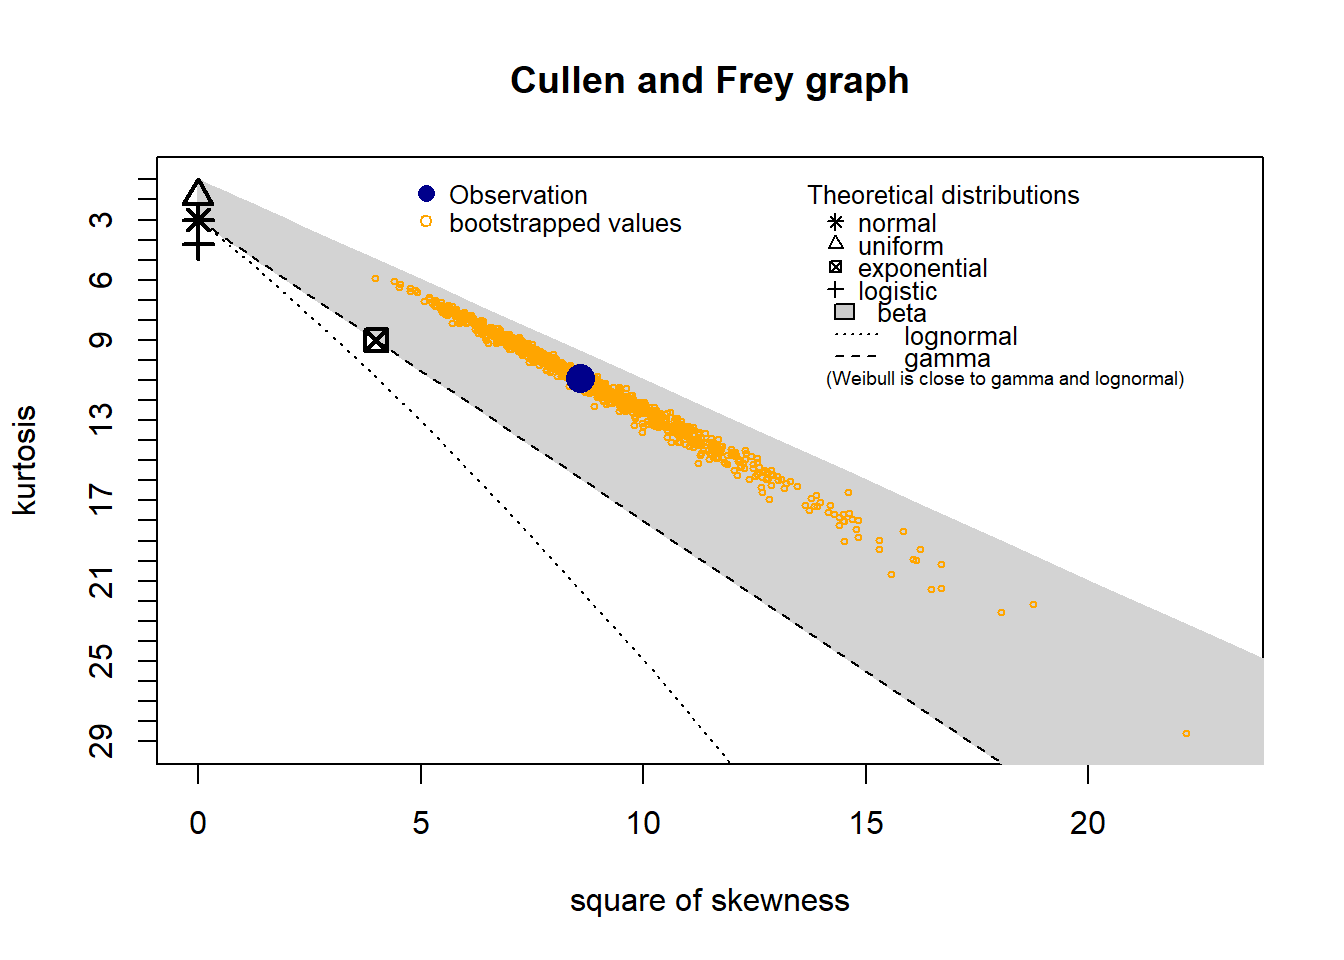 Cullen and Frey graph
Observation
bootstrapped values
Theoretical distributions
normal
uniform
exponential
logistic
beta
lognormal
gamma
(Weibull is close to gamma and lognormal)
kurtosis
3
6
9
13
17
21
25
29
0 5 10 15 20
square of skewness